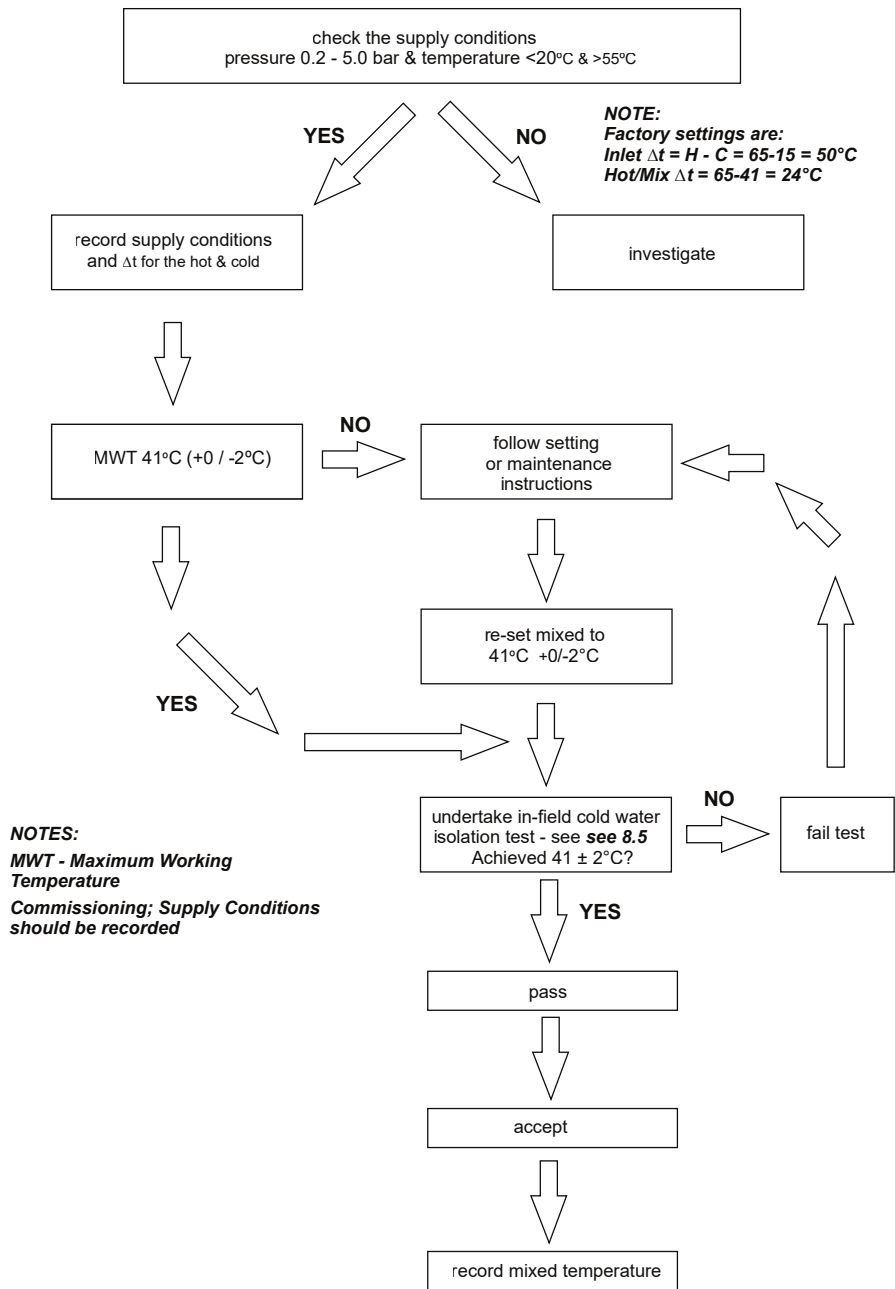 check the supply conditions
pressure 0.2 - 5.0 bar & temperature <20ºC & >55ºC
YES
NO
NOTE:
Factory settings are:
Inlet ∆t = H - C = 65-15 = 50°C
Hot/Mix ∆t = 65-41 = 24°C
record supply conditions
and ∆t for the hot & cold
investigate
MWT 41ºC (+0 / -2ºC)
NO
follow setting
or maintenance
instructions
re-set mixed to
41ºC +0/-2°C
YES
undertake in-field cold water
isolation test - see see 8.5
Achieved 41 ± 2°C?
NO
fail test
NOTES:
MWT - Maximum Working
Temperature
Commissioning; Supply Conditions
should be recorded
YES
pass
accept
record mixed temperature